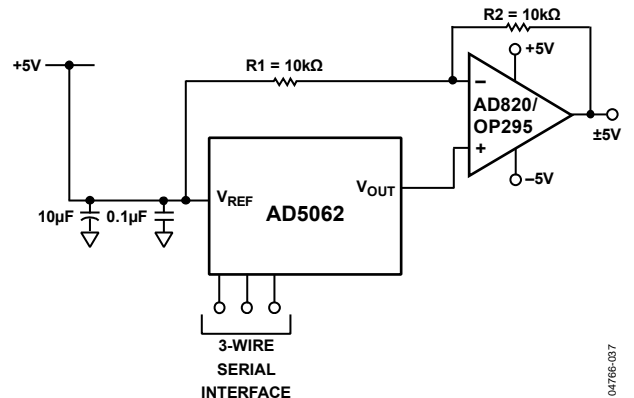 R2 = 10kΩ
+5V
R1 = 10kΩ
+5V
–
AD820/
OP295
+
±5V
–5V
10µF
0.1µF
VREF
VOUT
AD5062
3-WIRE
SERIAL
INTERFACE
04766-037